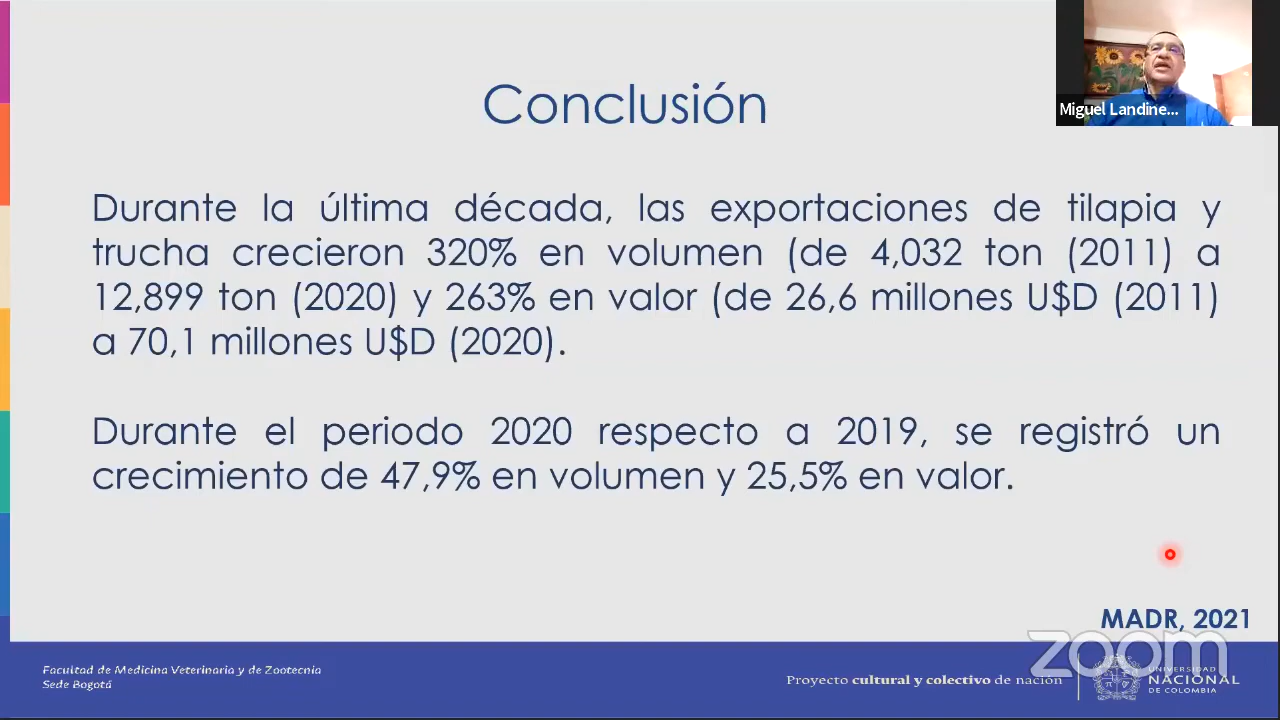 Conclusión
Miguel Landine...
Durante la última década, las exportaciones de tilapia y
trucha crecieron 320% en volumen (de 4,032 ton (2011) a
12,899 ton (2020) y 263% en valor (de 26,6 millones U$D (2011)
a 70,1 millones U$D (2020).
Durante el periodo 2020 respecto a 2019, se registró un
crecimiento de 47,9% en volumen y 25,5% en valor.
MADR, 2021
zoom
Facultad de Medicina Veterinaria y de Zootecnia
Sede Bogotá
Proyecto cultural y colectivo de nación
UNIVERSIDAD
NACIONAL
DE COLOMBIA